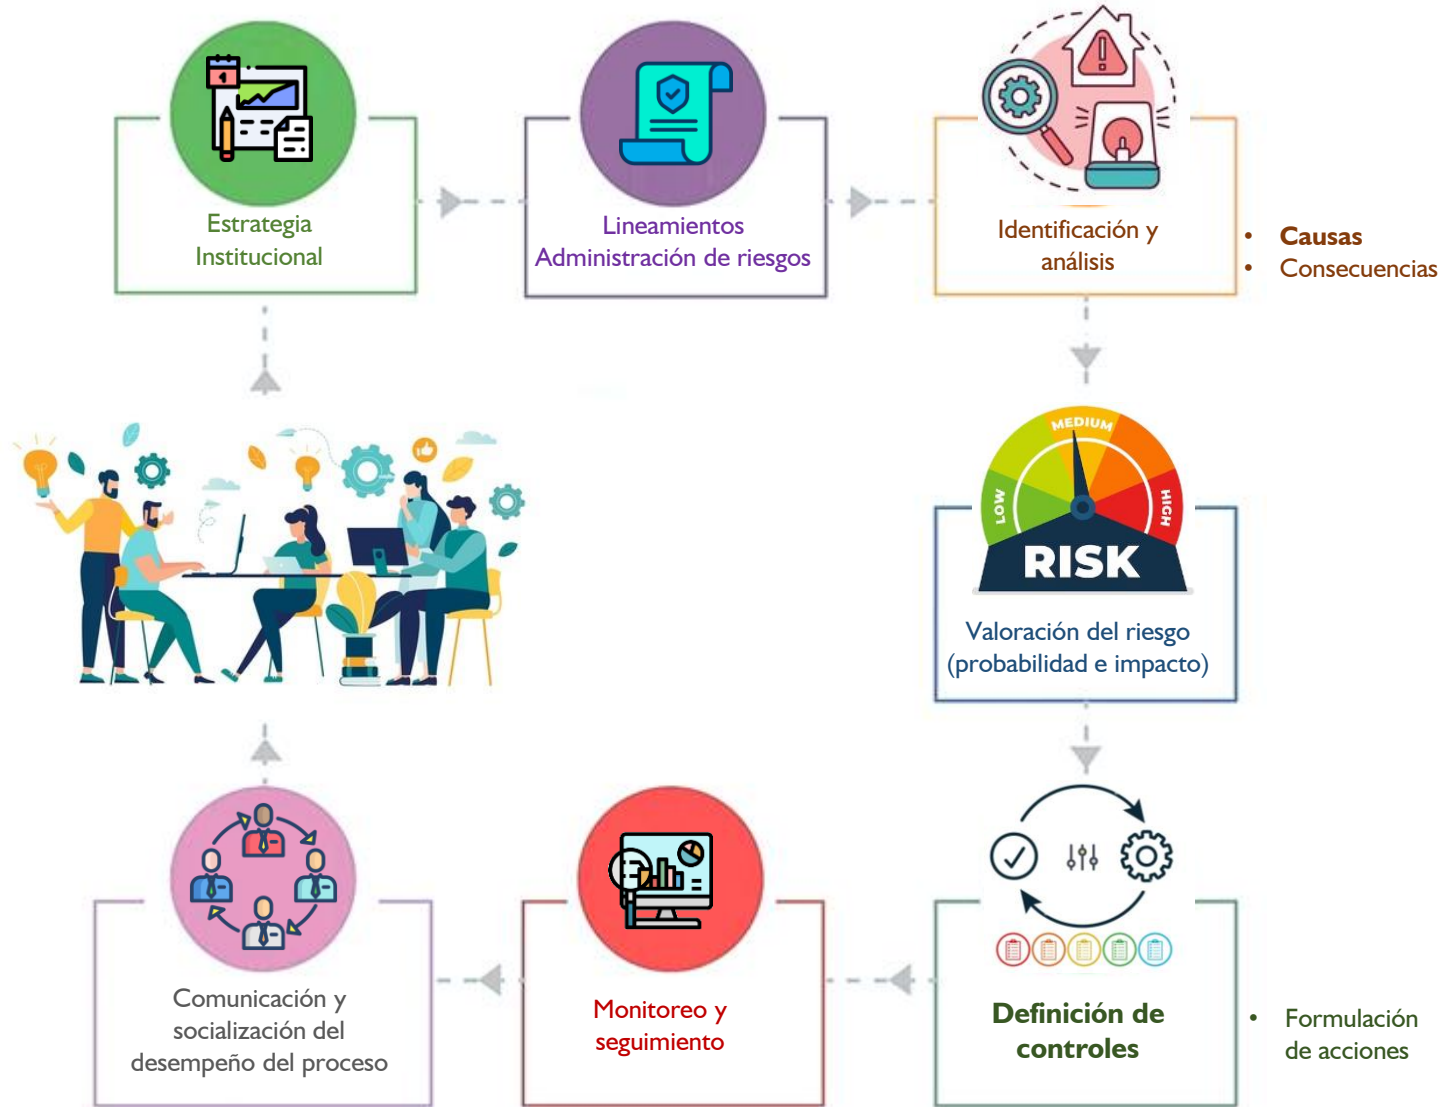 1
Estrategia
Institucional
Lineamientos
Administración de riesgos
Identificación y
análisis
• Causas
• Consecuencias
LOW
MEDIUM
HIGH
RISK
Valoración del riesgo
(probabilidad e impacto)
Definición de
controles
• Formulación
de acciones
Monitoreo y
seguimiento
Comunicación y
socialización del
desempeño del proceso